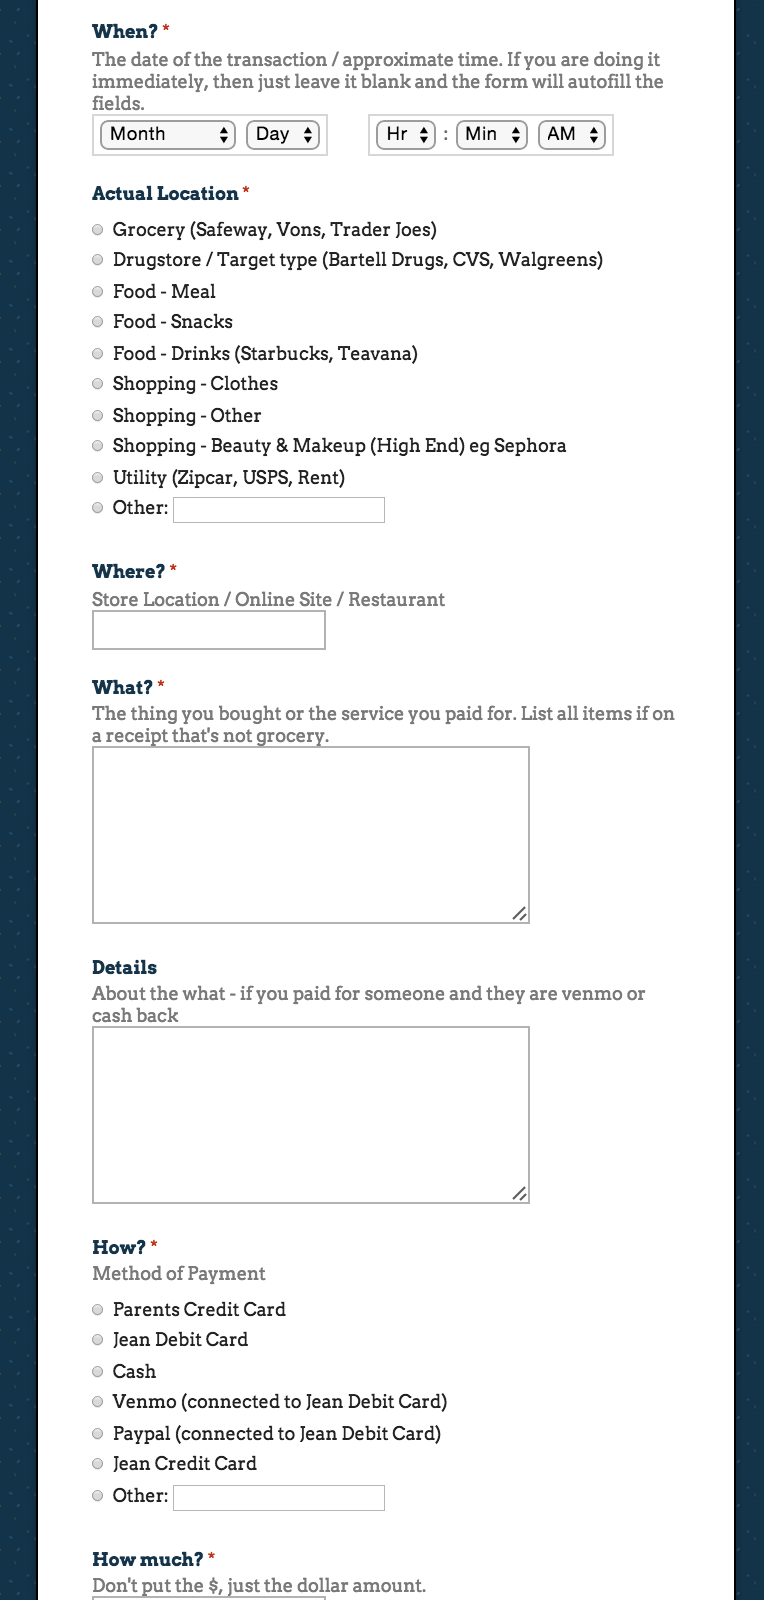 When? *
The date of the transaction / approximate time. If you are doing it
immediately, then just leave it blank and the form will autofill the
fields.
Month Day Hr : Min AM
Actual Location *
Grocery (Safeway, Vons, Trader Joes)
Drugstore / Target type (Bartell Drugs, CVS, Walgreens)
Food - Meal
Food - Snacks
Food - Drinks (Starbucks, Teavana)
Shopping - Clothes
Shopping - Other
Shopping - Beauty & Makeup (High End) eg Sephora
Utility (Zipcar, USPS, Rent)
Other:
Where? *
Store Location / Online Site / Restaurant
What? *
The thing you bought or the service you paid for. List all items if on
a receipt that's not grocery.
Details
About the what - if you paid for someone and they are venmo or
cash back
How? *
Method of Payment
Parents Credit Card
Jean Debit Card
Cash
Venmo (connected to Jean Debit Card)
Paypal (connected to Jean Debit Card)
Jean Credit Card
Other:
How much? *
Don't put the $, just the dollar amount.